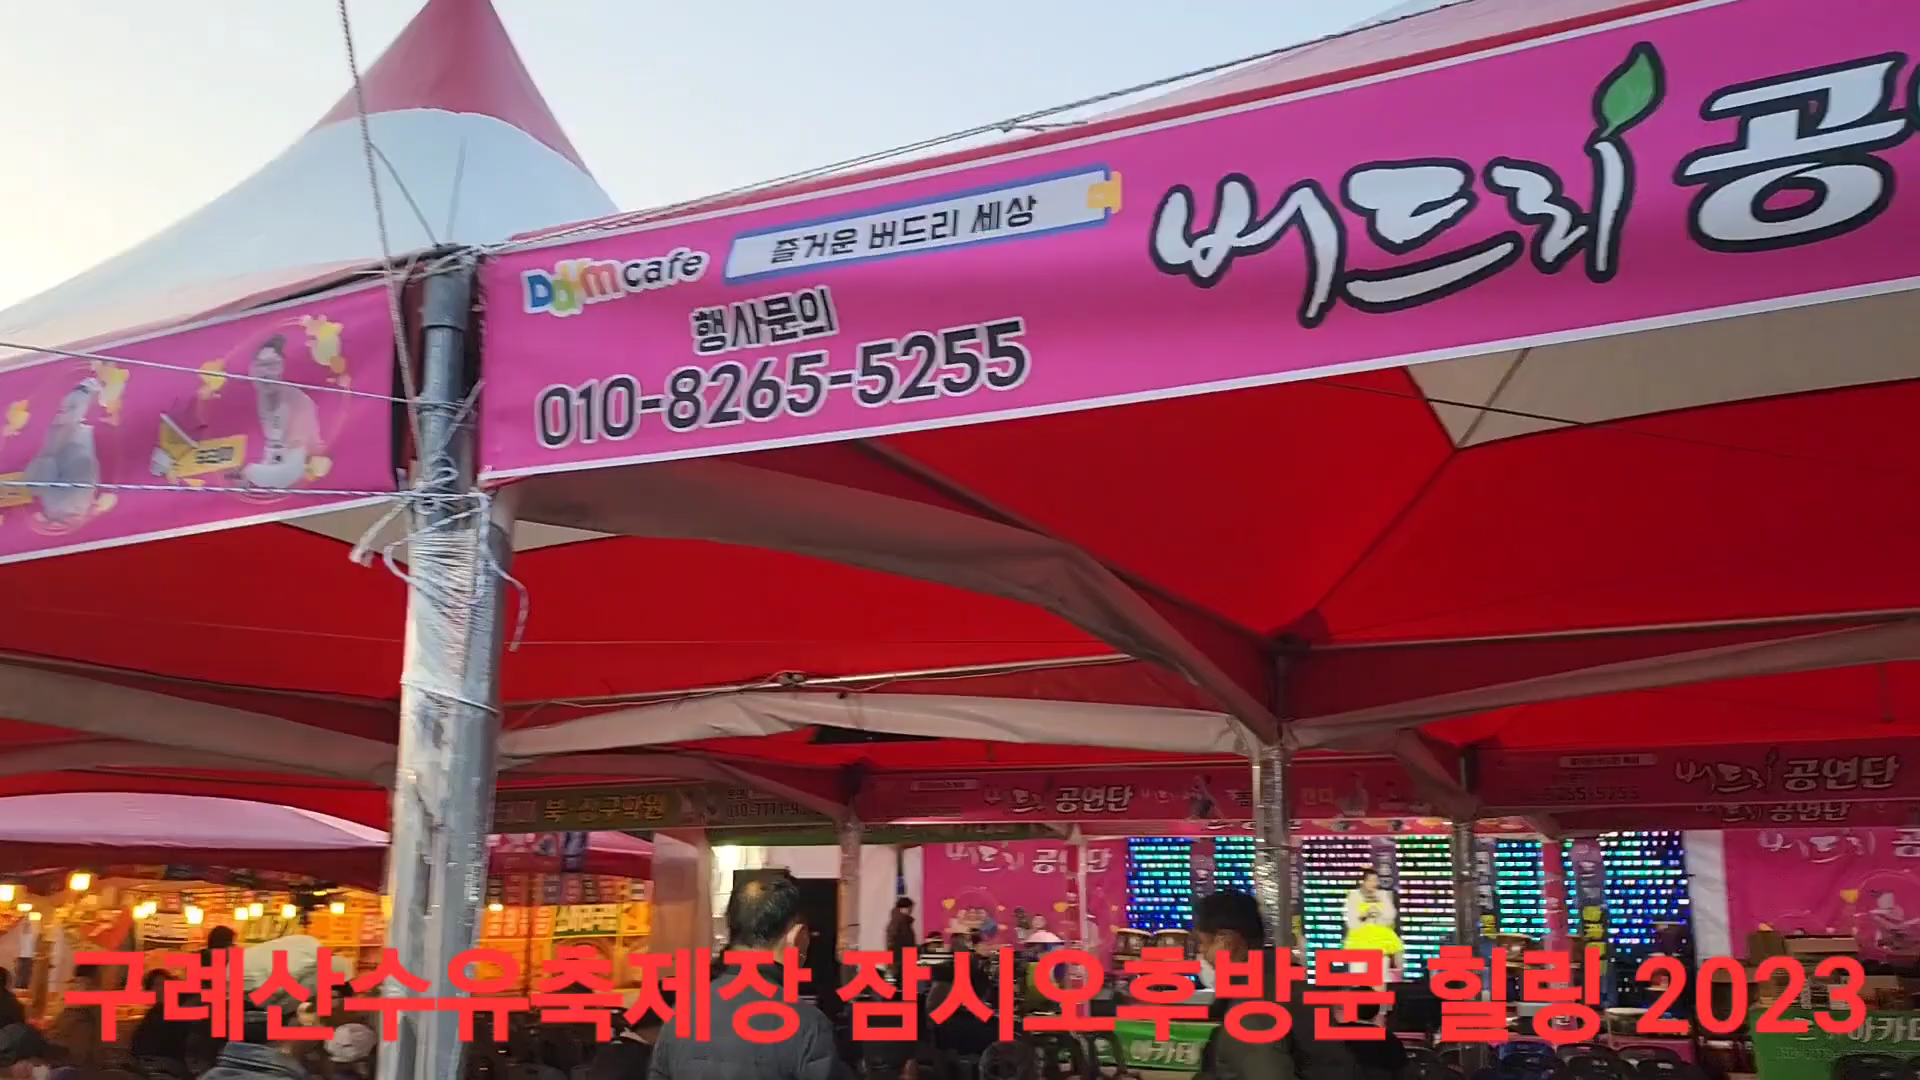 버드리 공
즐거운 버드리 세상
Daum cafe
행사문의
010-8265-5255
버드리 공연단
버드리 공연단
버드리 공연단
구례산수유축제장 잠시오후방문 힐링 2023